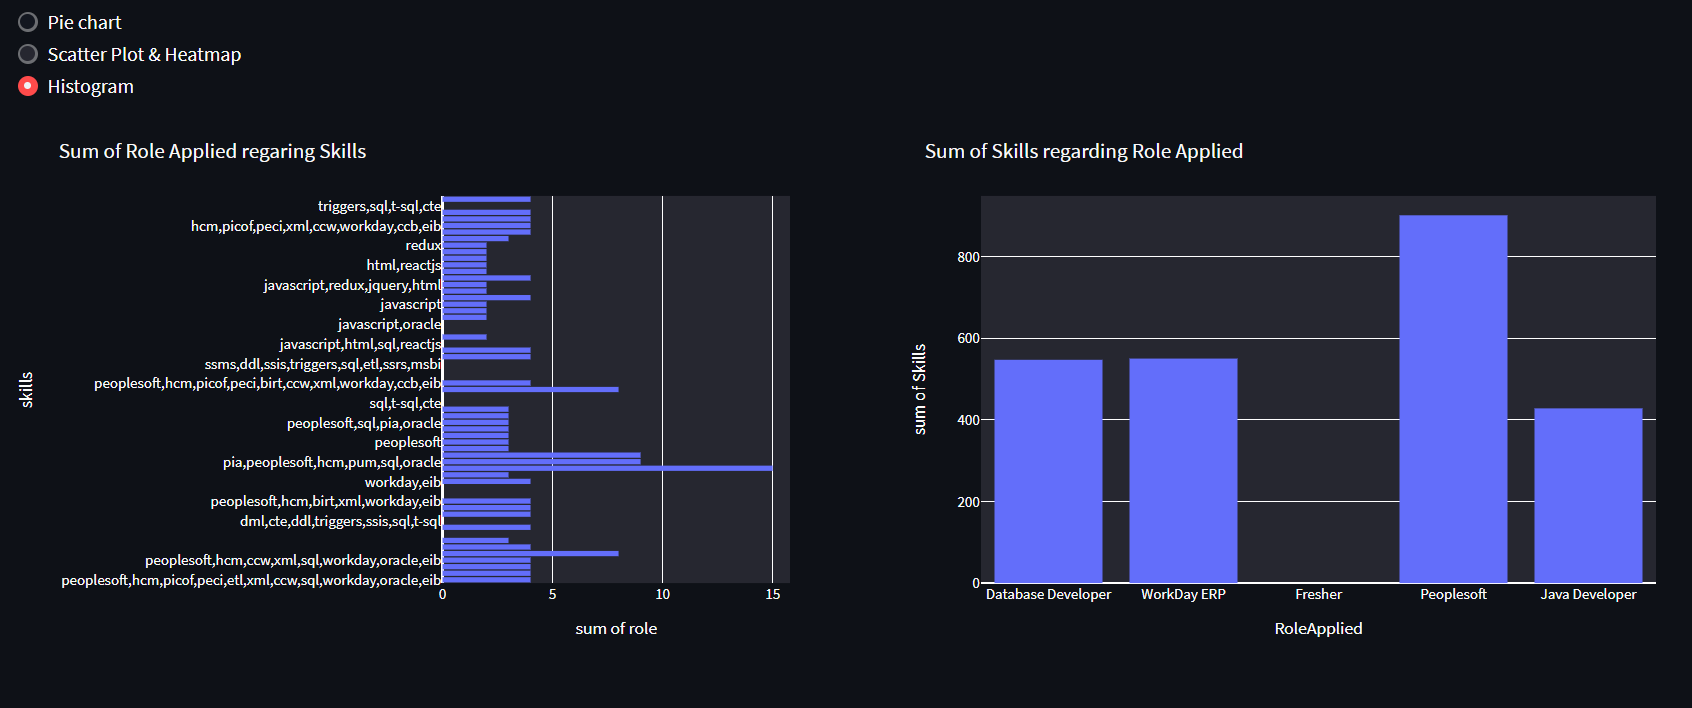 Pie chart
Scatter Plot & Heatmap
Histogram
Sum of Role Applied regaring Skills
skills
triggers,sql,t-sql,cte
hcm,picof,peci,xml,ccw,workday,ccb,eib
redux
html,reactjs
javascript,redux,jquery,html
javascript
javascript,oracle
javascript,html,sql,reactjs
ssms,ddl,ssis,triggers,sql,etl,ssrs,msbi
peoplesoft,hcm,picof,peci,birt,ccw,xml,workday,ccb,eib
sql,t-sql,cte
peoplesoft,sql,pia,oracle
peoplesoft
pia,peoplesoft,hcm,pum,sql,oracle
workday,eib
peoplesoft,hcm,birt,xml,workday,eib
dml,cte,ddl,triggers,ssis,sql,t-sql
peoplesoft,hcm,ccw,xml,sql,workday,oracle,eib
peoplesoft,hcm,picof,peci,etl,xml,ccw,sql,workday,oracle,eib
0 5 10 15
sum of role
Sum of Skills regarding Role Applied
sum of Skills
800
600
400
200
0
Database Developer WorkDay ERP Fresher Peoplesoft Java Developer
RoleApplied